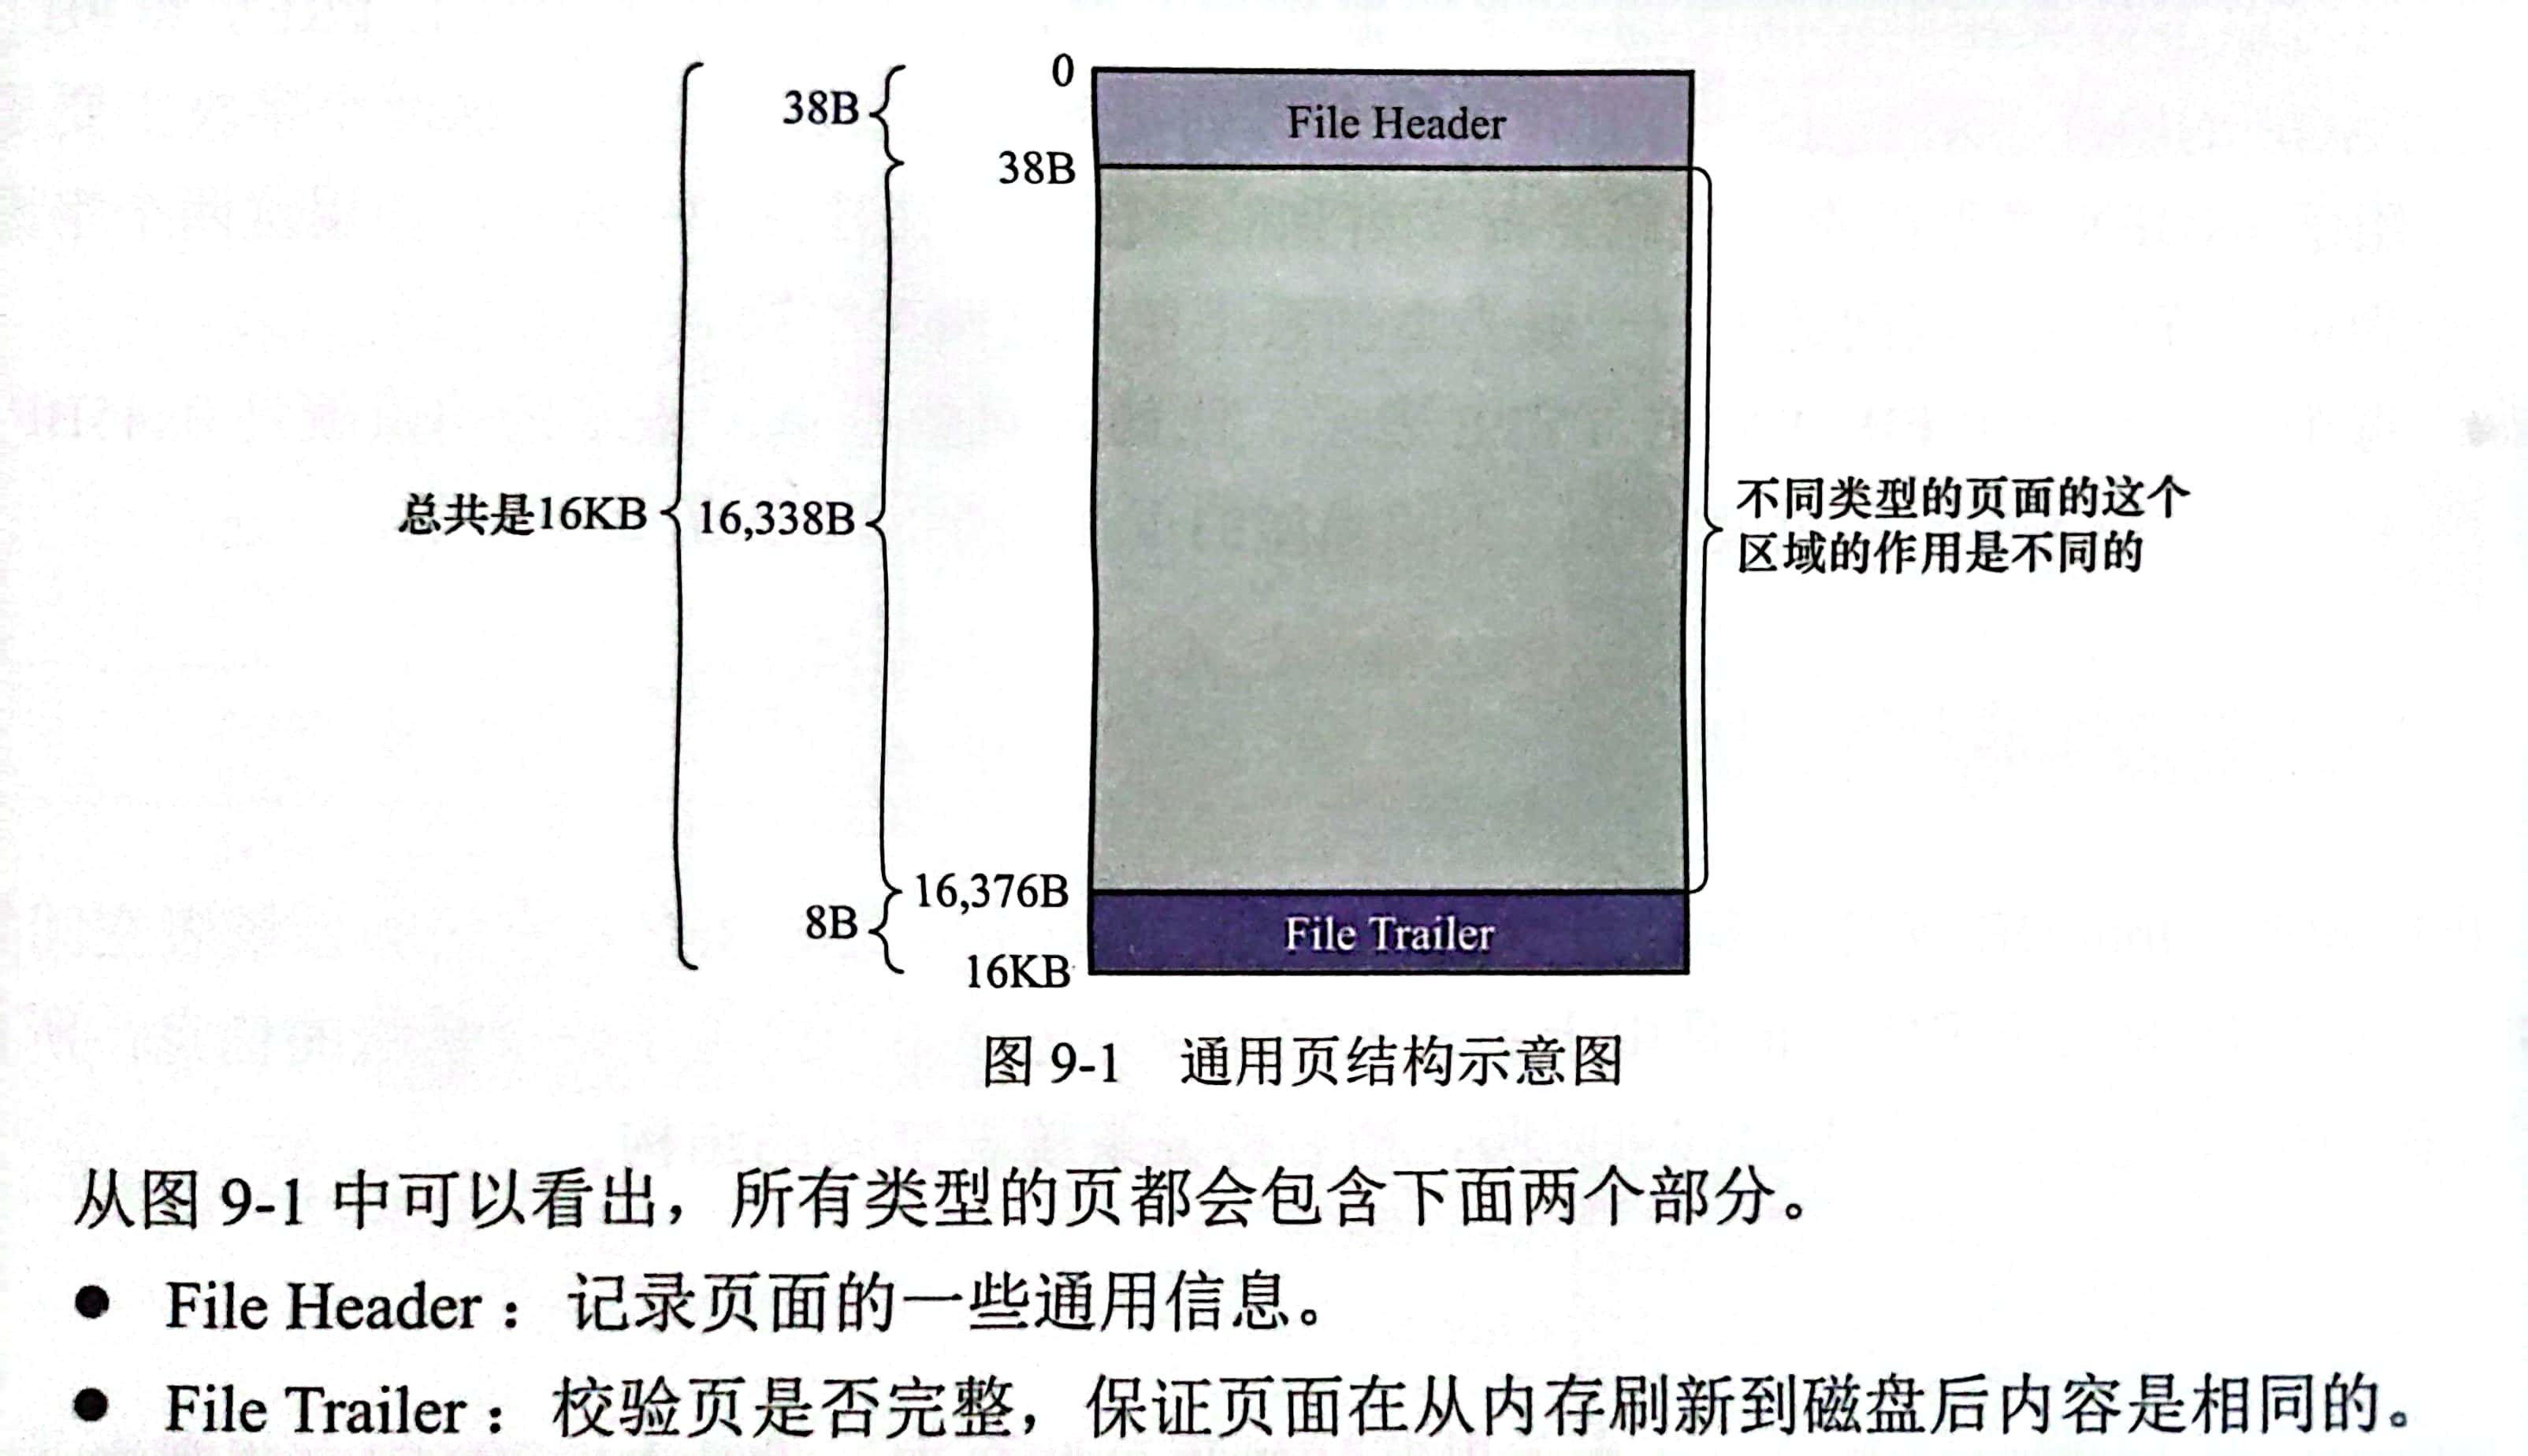 0
38B
File Header
38B
总共是16KB
16,338B
不同类型的页面的这个
区域的作用是不同的
16,376B
8B
File Trailer
16KB
图 9-1 通用页结构示意图
从图 9-1 中可以看出，所有类型的页都会包含下面两个部分。
● File Header：记录页面的一些通用信息。
● File Trailer：校验页是否完整，保证页面在从内存刷新到磁盘后内容是相同的。